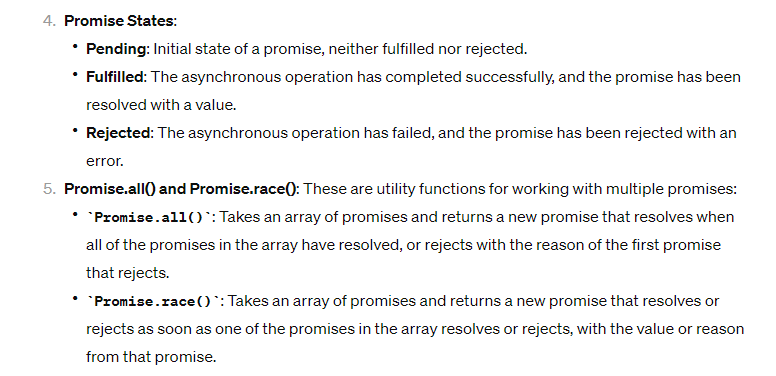 4. Promise States:
• Pending: Initial state of a promise, neither fulfilled nor rejected.
• Fulfilled: The asynchronous operation has completed successfully, and the promise has been
resolved with a value.
• Rejected: The asynchronous operation has failed, and the promise has been rejected with an
error.
5. Promise.all() and Promise.race(): These are utility functions for working with multiple promises:
• `Promise.all()`: Takes an array of promises and returns a new promise that resolves when
all of the promises in the array have resolved, or rejects with the reason of the first promise
that rejects.
• `Promise.race()`: Takes an array of promises and returns a new promise that resolves or
rejects as soon as one of the promises in the array resolves or rejects, with the value or reason
from that promise.